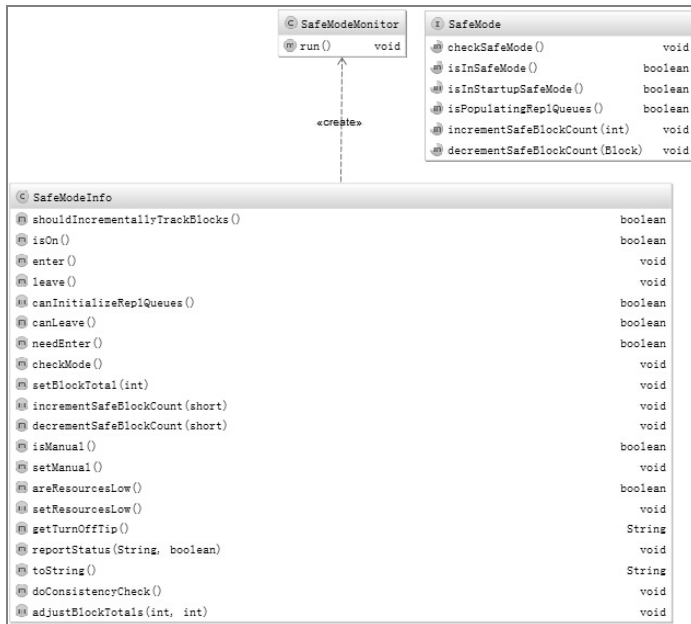 SafeModeMonitor
run() void
SafeMode
checkSafeMode() void
isInSafeMode() boolean
isInStartupSafeMode() boolean
isPopulatingReplQueues() boolean
incrementSafeBlockCount(int) void
decrementSafeBlockCount(Block) void
«create»
SafeModeInfo
shouldIncrementallyTrackBlocks() boolean
isOn() boolean
enter() void
leave() void
canInitializeReplQueues() boolean
canLeave() boolean
needEnter() boolean
checkMode() void
setBlockTotal(int) void
incrementSafeBlockCount(short) void
decrementSafeBlockCount(short) void
isManual() boolean
setManual() void
areResourcesLow() boolean
setResourcesLow() void
getTurnOffTip() String
reportStatus(String, boolean) void
toString() String
doConsistencyCheck() void
adjustBlockTotals(int, int) void